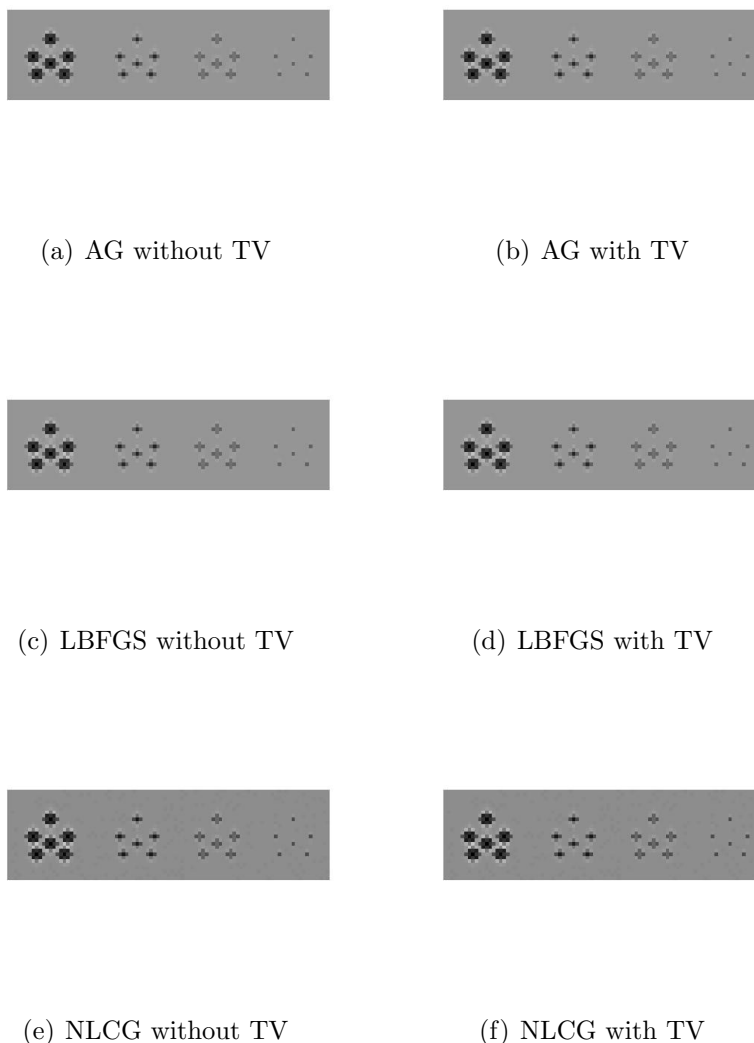 (a) AG without TV
(b) AG with TV
(c) LBFGS without TV
(d) LBFGS with TV
(e) NLCG without TV
(f) NLCG with TV